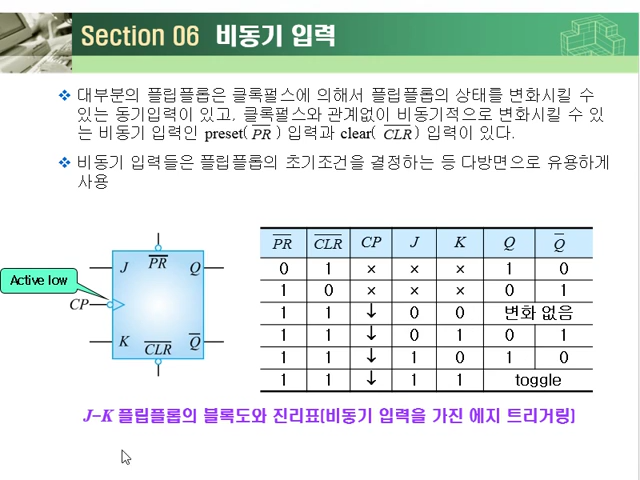 Section 06 비동기 입력
❖ 대부분의 플립플롭은 클록펄스에 의해서 플립플롭의 상태를 변화시킬 수
있는 동기입력이 있고, 클록펄스와 관계없이 비동기적으로 변화시킬 수 있
는 비동기 입력인 preset( P̅R̅ ) 입력과 clear( C̅L̅R̅ ) 입력이 있다.
❖ 비동기 입력들은 플립플롭의 초기조건을 결정하는 등 다방면으로 유용하게
사용
Active low
J P̅R̅ Q
CP
K C̅L̅R̅ Q̅
P̅R̅ C̅L̅R̅ CP J K Q Q̅
0 1 × × × 1 0
1 0 × × × 0 1
1 1 ↓ 0 0 변화 없음
1 1 ↓ 0 1 0 1
1 1 ↓ 1 0 1 0
1 1 ↓ 1 1 toggle
J-K 플립플롭의 블록도와 진리표(비동기 입력을 가진 에지 트리거링)